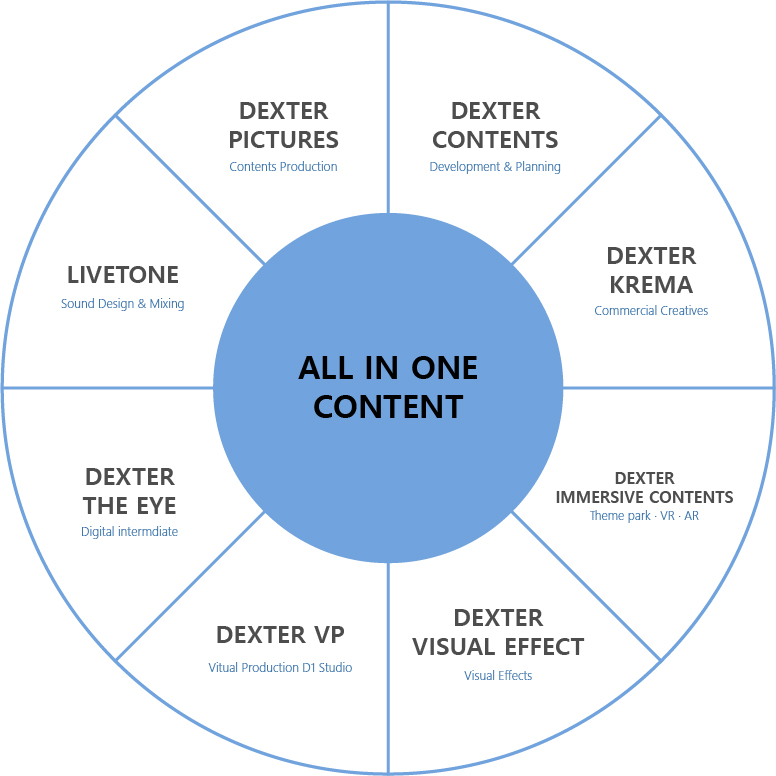 DEXTER
PICTURES
Contents Production
DEXTER
CONTENTS
Development & Planning
LIVETONE
Sound Design & Mixing
DEXTER
KREMA
Commercial Creatives
ALL IN ONE
CONTENT
DEXTER
THE EYE
Digital intermdiate
DEXTER
IMMERSIVE CONTENTS
Theme park · VR · AR
DEXTER VP
Vitual Production D1 Studio
DEXTER
VISUAL EFFECT
Visual Effects